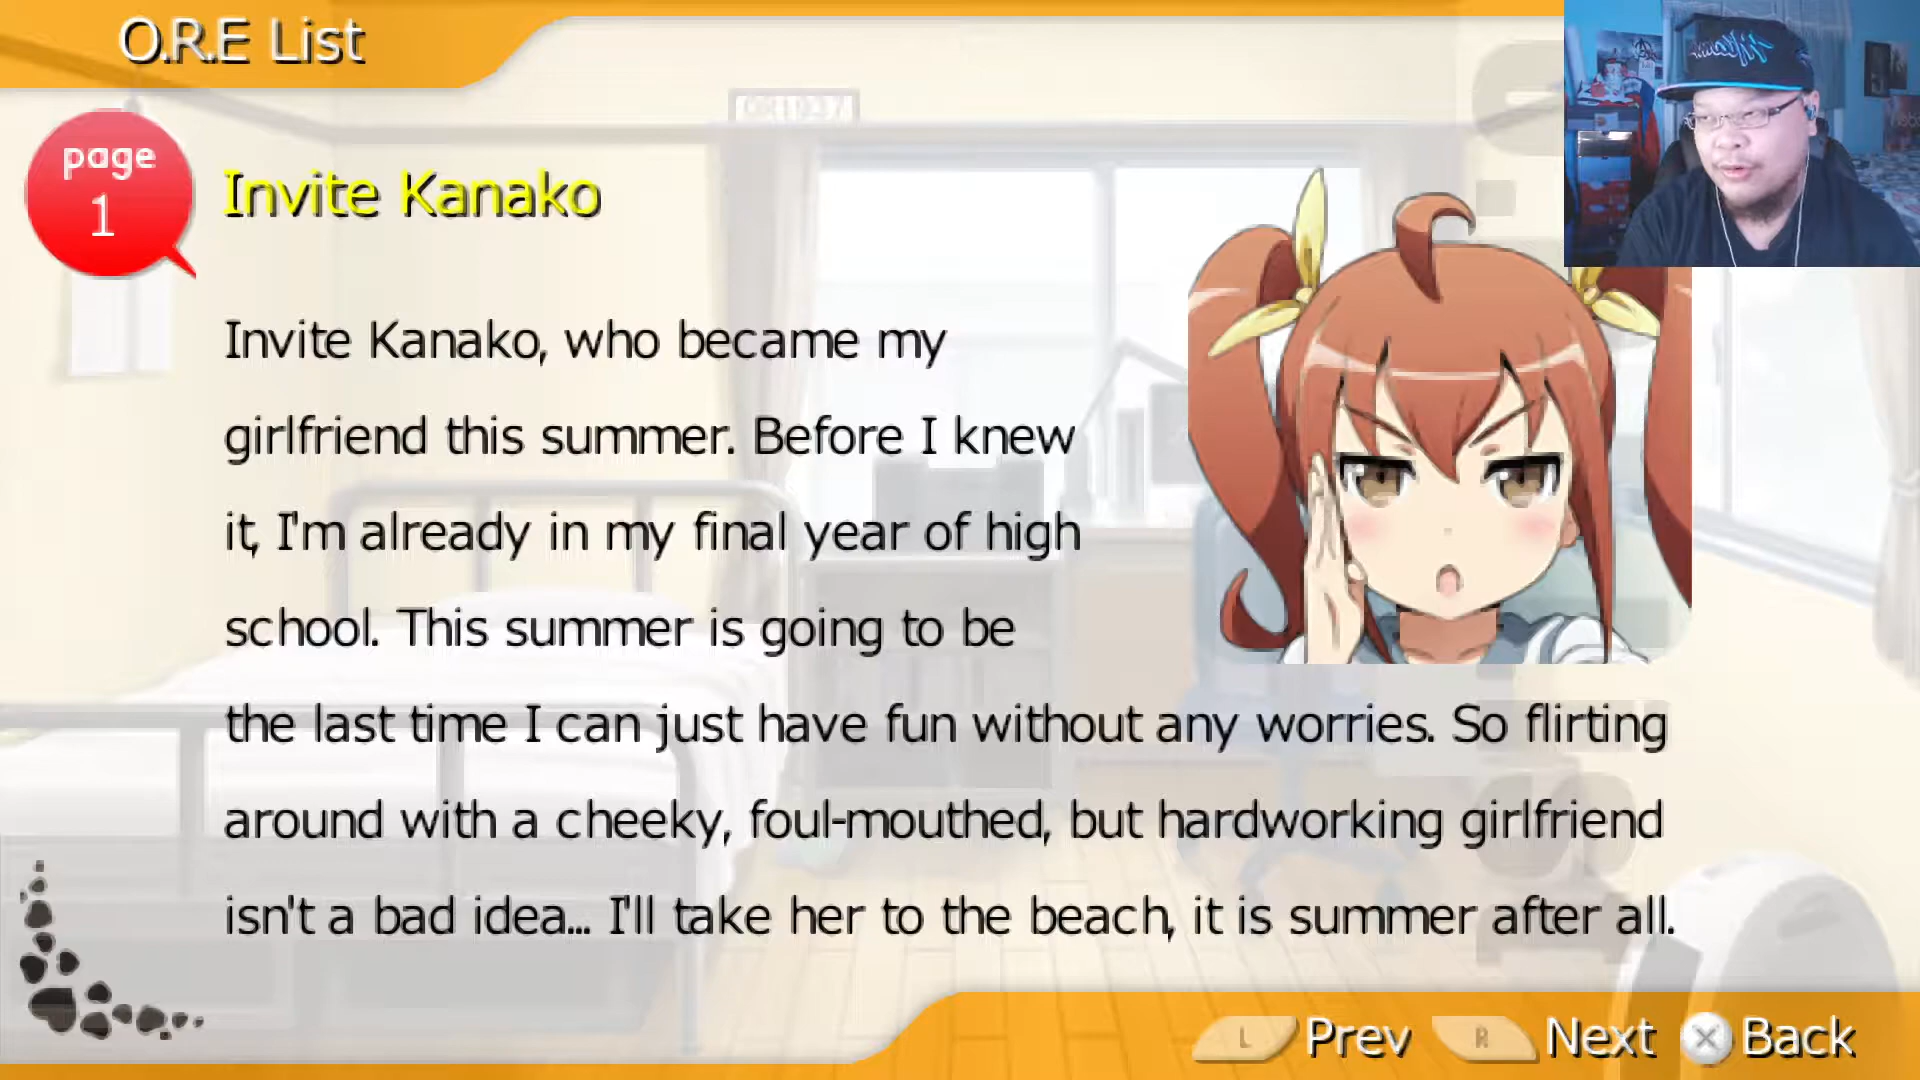 O.R.E List
page
1
Invite Kanako
Invite Kanako, who became my
girlfriend this summer. Before I knew
it, I'm already in my final year of high
school. This summer is going to be
the last time I can just have fun without any worries. So flirting
around with a cheeky, foul-mouthed, but hardworking girlfriend
isn't a bad idea... I'll take her to the beach, it is summer after all.
L Prev R Next X Back